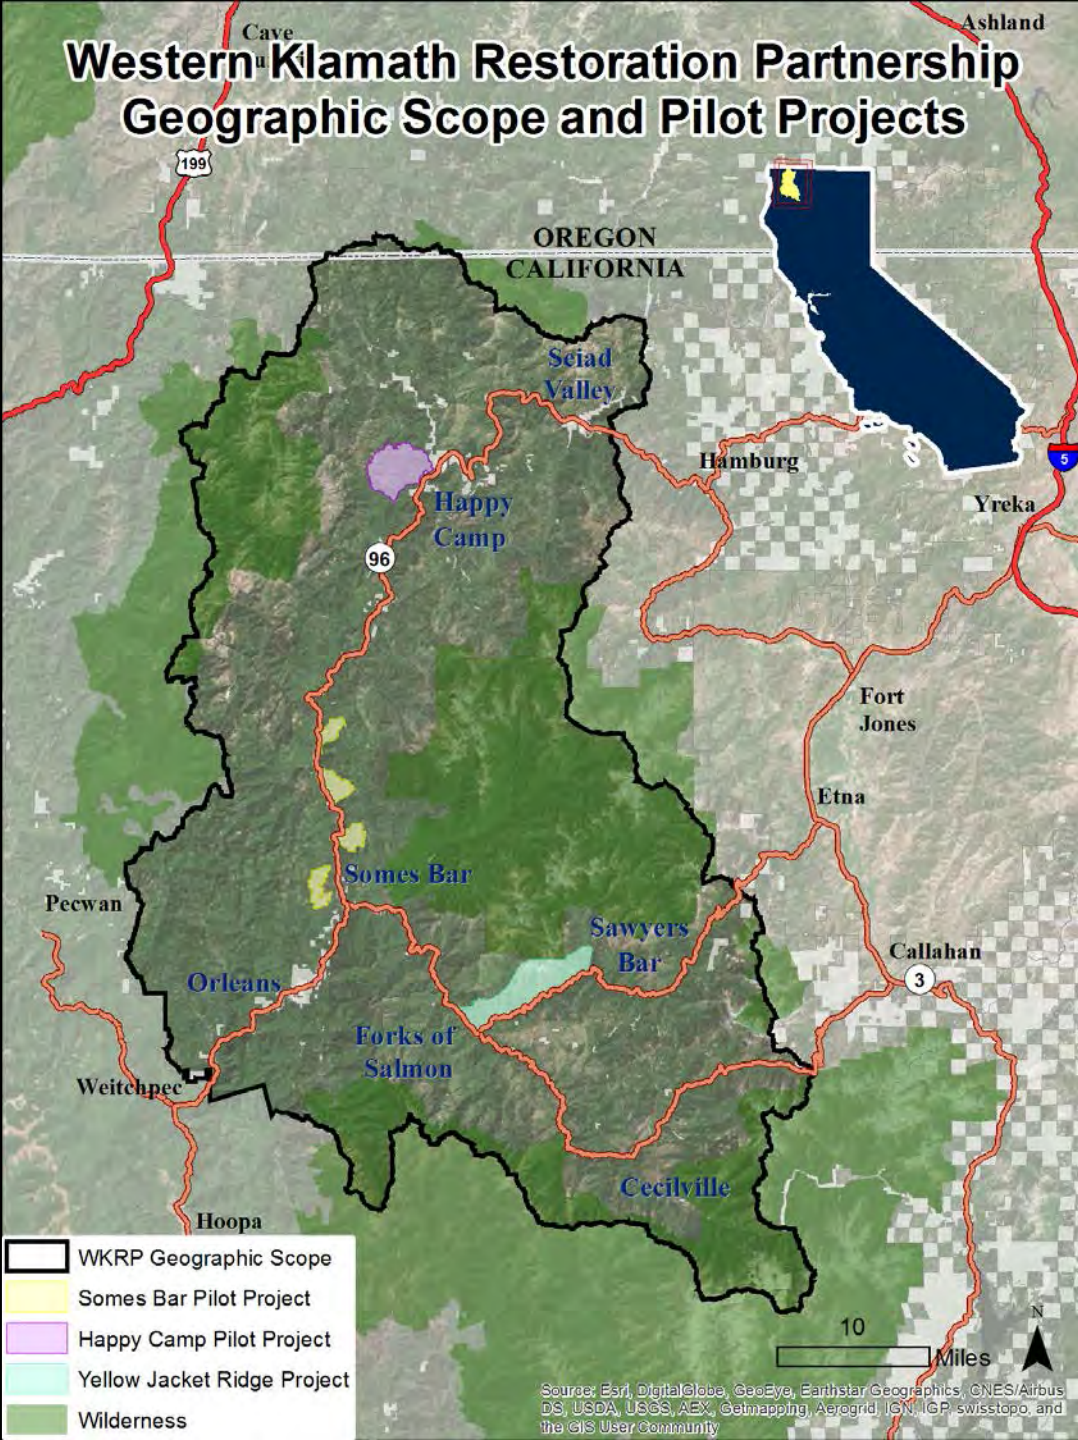 Cave
Ashland
Western Klamath Restoration Partnership
Geographic Scope and Pilot Projects
199
OREGON
CALIFORNIA
Seiad
Valley
Hamburg
5
Happy
Camp
Yreka
96
Fort
Jones
Etna
Somes Bar
Pecwan
Sawyers
Bar
Callahan
3
Orleans
Forks of
Salmon
Weitchpec
Cecilville
Hoopa
WKRP Geographic Scope
Somes Bar Pilot Project
Happy Camp Pilot Project
Yellow Jacket Ridge Project
Wilderness
N
10
Miles
Source: Esri, DigitalGlobe, GeoEye, Earthstar Geographics, CNES/Airbus
DS, USDA, USGS, AEX, Getmapping, Aerogrid, IGN, IGP, swisstopo, and
the GIS User Community